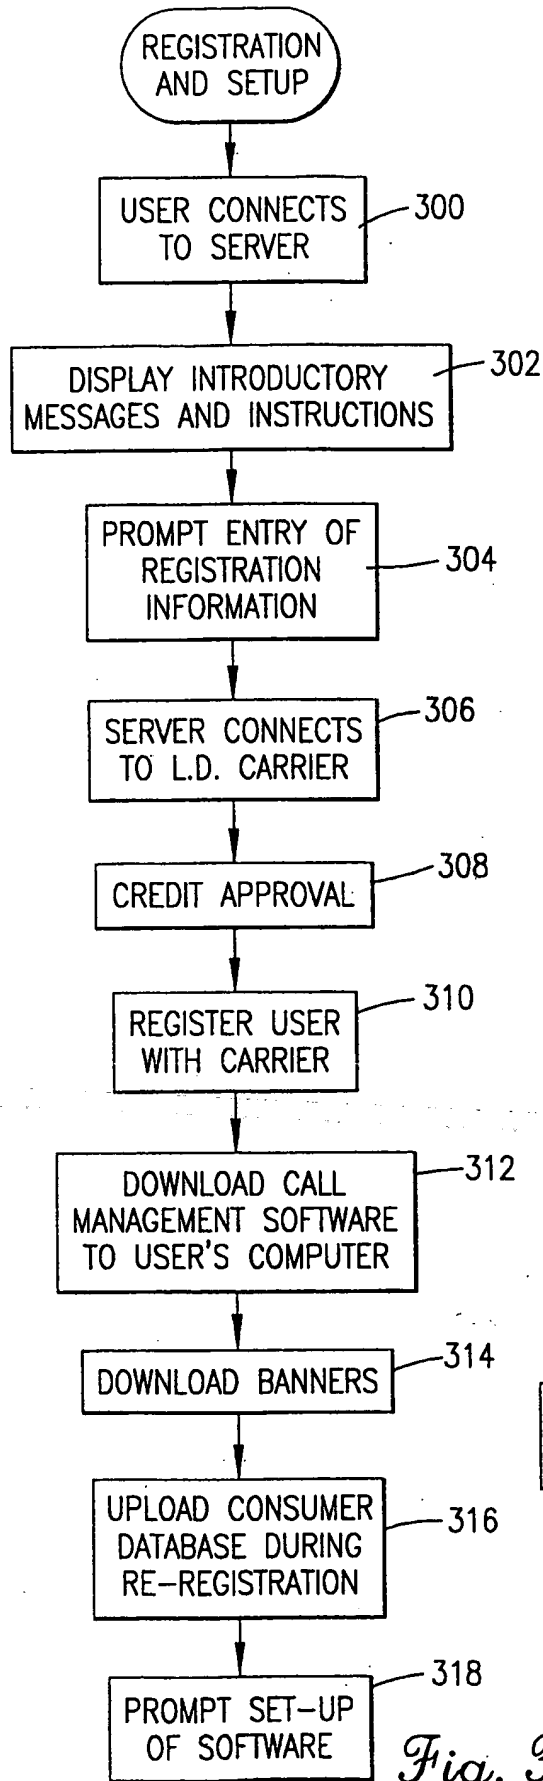 REGISTRATION
AND SETUP
USER CONNECTS
TO SERVER
300
DISPLAY INTRODUCTORY
MESSAGES AND INSTRUCTIONS
302
PROMPT ENTRY OF
REGISTRATION
INFORMATION
304
SERVER CONNECTS
TO L.D. CARRIER
306
CREDIT APPROVAL
308
REGISTER USER
WITH CARRIER
310
DOWNLOAD CALL
MANAGEMENT SOFTWARE
TO USER'S COMPUTER
312
DOWNLOAD BANNERS
314
UPLOAD CONSUMER
DATABASE DURING
RE-REGISTRATION
316
PROMPT SET-UP
OF SOFTWARE
318
Fig. 3